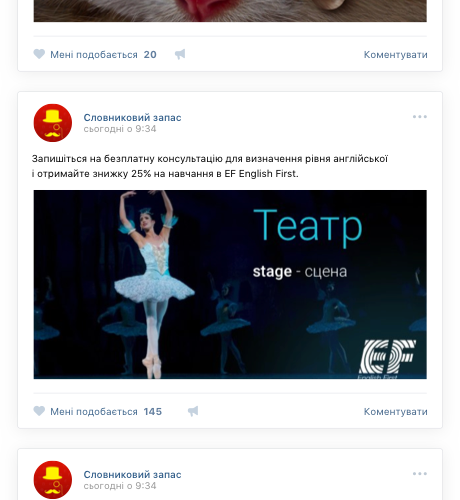 Мені подобається 20
Коментувати
Словниковий запас
сьогодні о 9:34
Запишіться на безплатну консультацію для визначення рівня англійської
і отримайте знижку 25% на навчання в EF English First.
Театр
stage - сцена
EF
English First
Мені подобається 145
Коментувати
Словниковий запас
сьогодні о 9:34